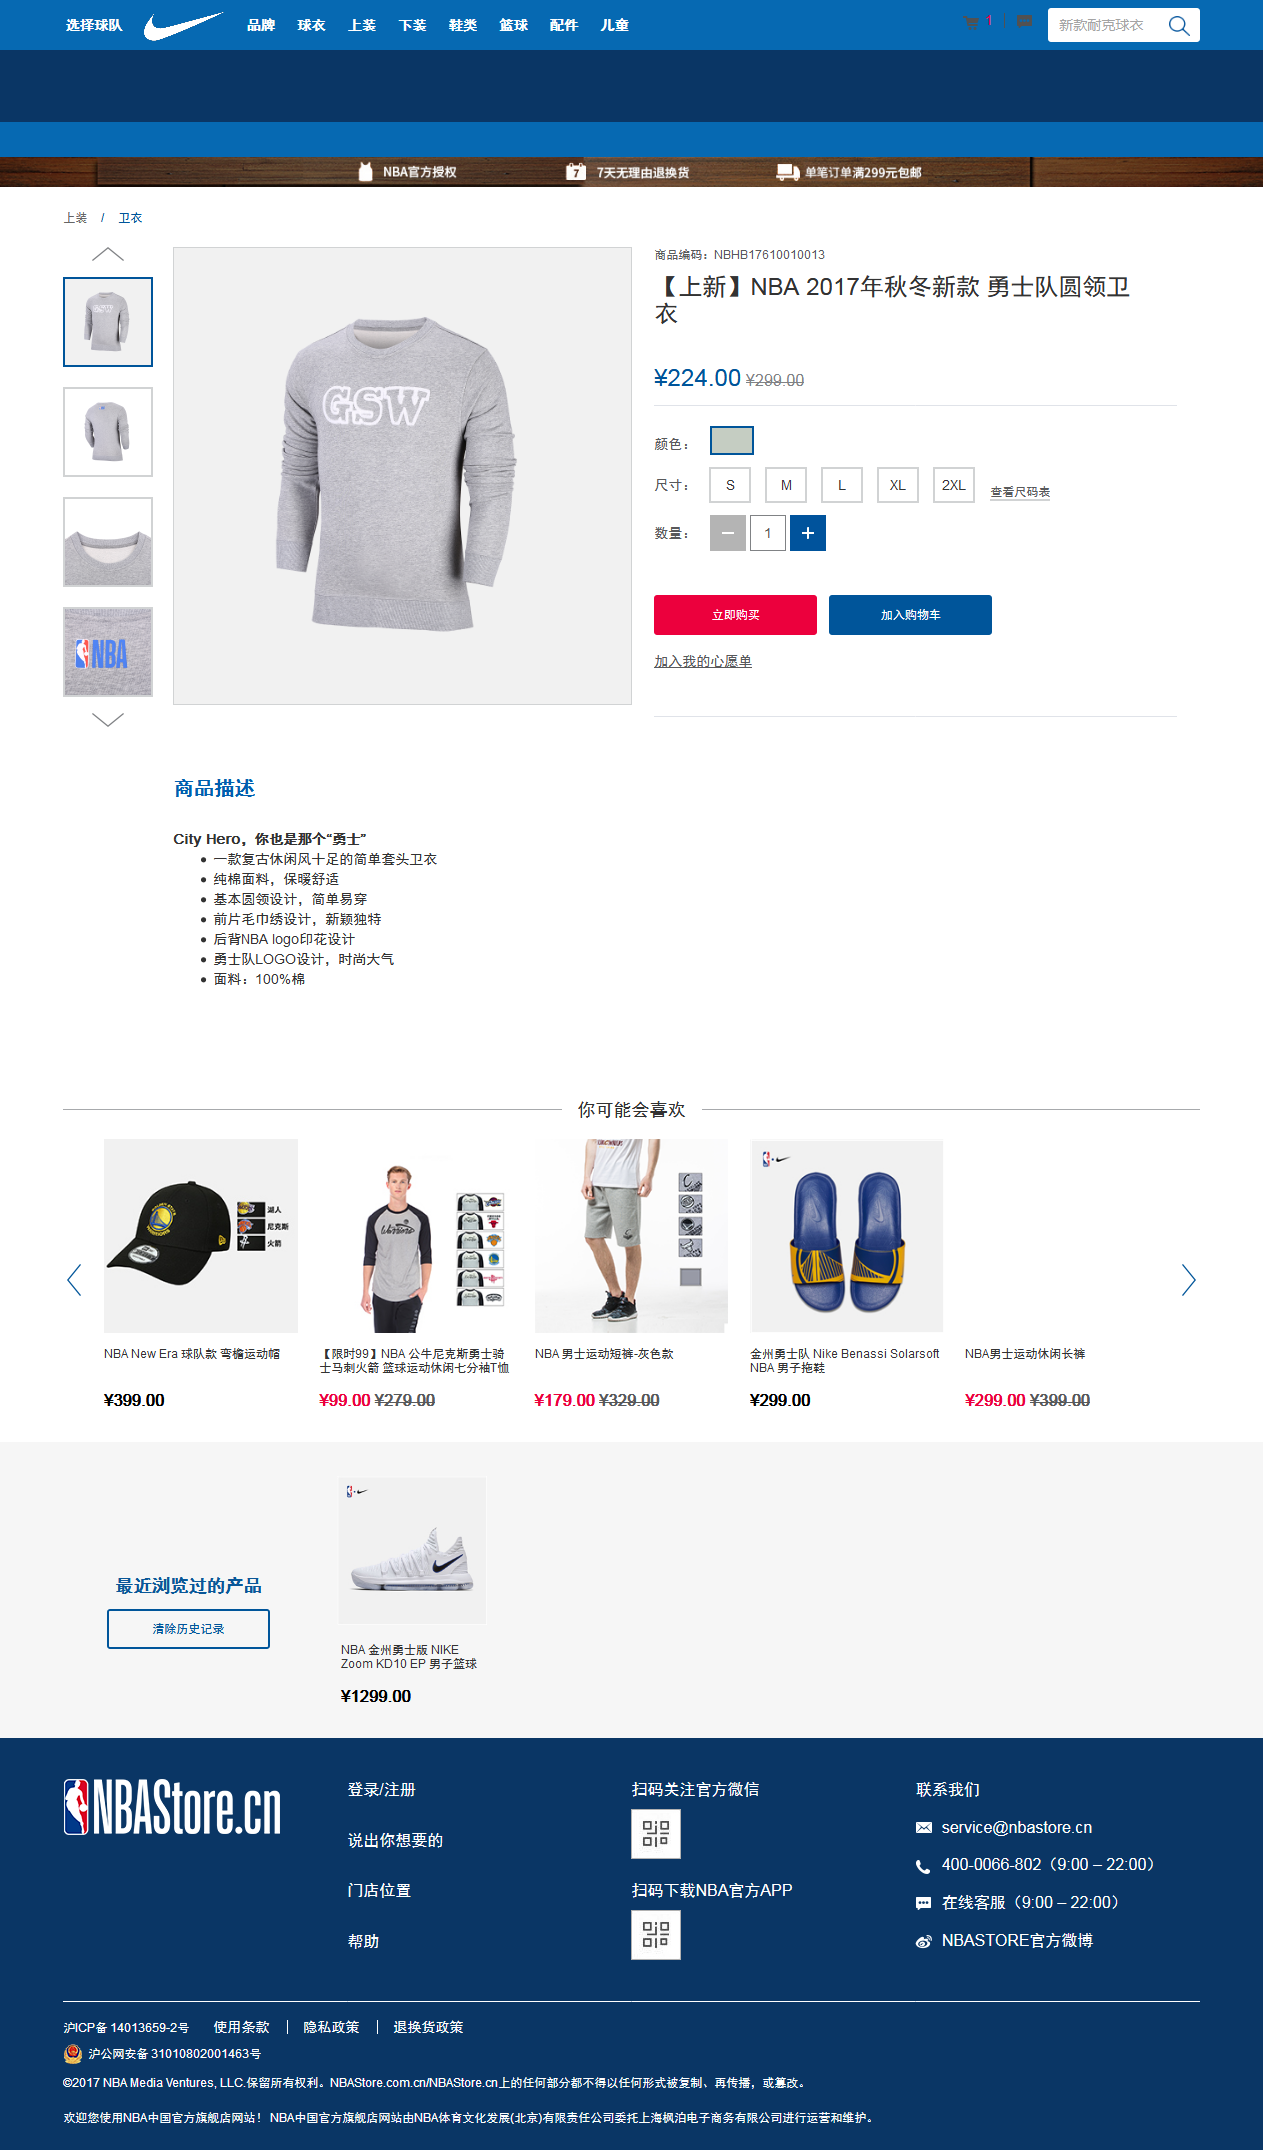 选择球队 品牌 球衣 上装 下装 鞋类 篮球 配件 儿童 1 新款耐克球衣
NBA官方授权 7 7天无理由退换货 单笔订单满299元包邮
上装 / 卫衣
商品编码：NBHB17610010013
【上新】NBA 2017年秋冬新款 勇士队圆领卫
衣
¥224.00 ¥299.00
颜色：
尺寸： S M L XL 2XL 查看尺码表
数量： 1
立即购买 加入购物车
加入我的心愿单
GSW
NBA
商品描述
City Hero，你也是那个“勇士”
一款复古休闲风十足的简单套头卫衣
纯棉面料，保暖舒适
基本圆领设计，简单易穿
前片毛巾绣设计，新颖独特
后背NBA logo印花设计
勇士队LOGO设计，时尚大气
面料：100%棉
你可能会喜欢
湖人
尼克斯
火箭
Warriors
NBA New Era 球队款 弯檐运动帽
¥399.00
【限时99】NBA 公牛尼克斯勇士骑
士马刺火箭 篮球运动休闲七分袖T恤
¥99.00 ¥279.00
NBA 男士运动短裤-灰色款
¥179.00 ¥329.00
金州勇士队 Nike Benassi Solarsoft
NBA 男子拖鞋
¥299.00
NBA男士运动休闲长裤
¥299.00 ¥399.00
最近浏览过的产品
清除历史记录
NBA 金州勇士版 NIKE
Zoom KD10 EP 男子篮球
¥1299.00
NBAStore.cn
登录/注册
说出你想要的
门店位置
帮助
扫码关注官方微信
扫码下载NBA官方APP
联系我们
service@nbastore.cn
400-0066-802（9:00 – 22:00）
在线客服（9:00 – 22:00）
NBASTORE官方微博
沪ICP备 14013659-2号 使用条款 | 隐私政策 | 退换货政策
沪公网安备 31010802001463号
©2017 NBA Media Ventures, LLC.保留所有权利。NBAStore.com.cn/NBAStore.cn上的任何部分都不得以任何形式被复制、再传播，或篡改。
欢迎您使用NBA中国官方旗舰店网站！ NBA中国官方旗舰店网站由NBA体育文化发展(北京)有限责任公司委托上海枫泊电子商务有限公司进行运营和维护。